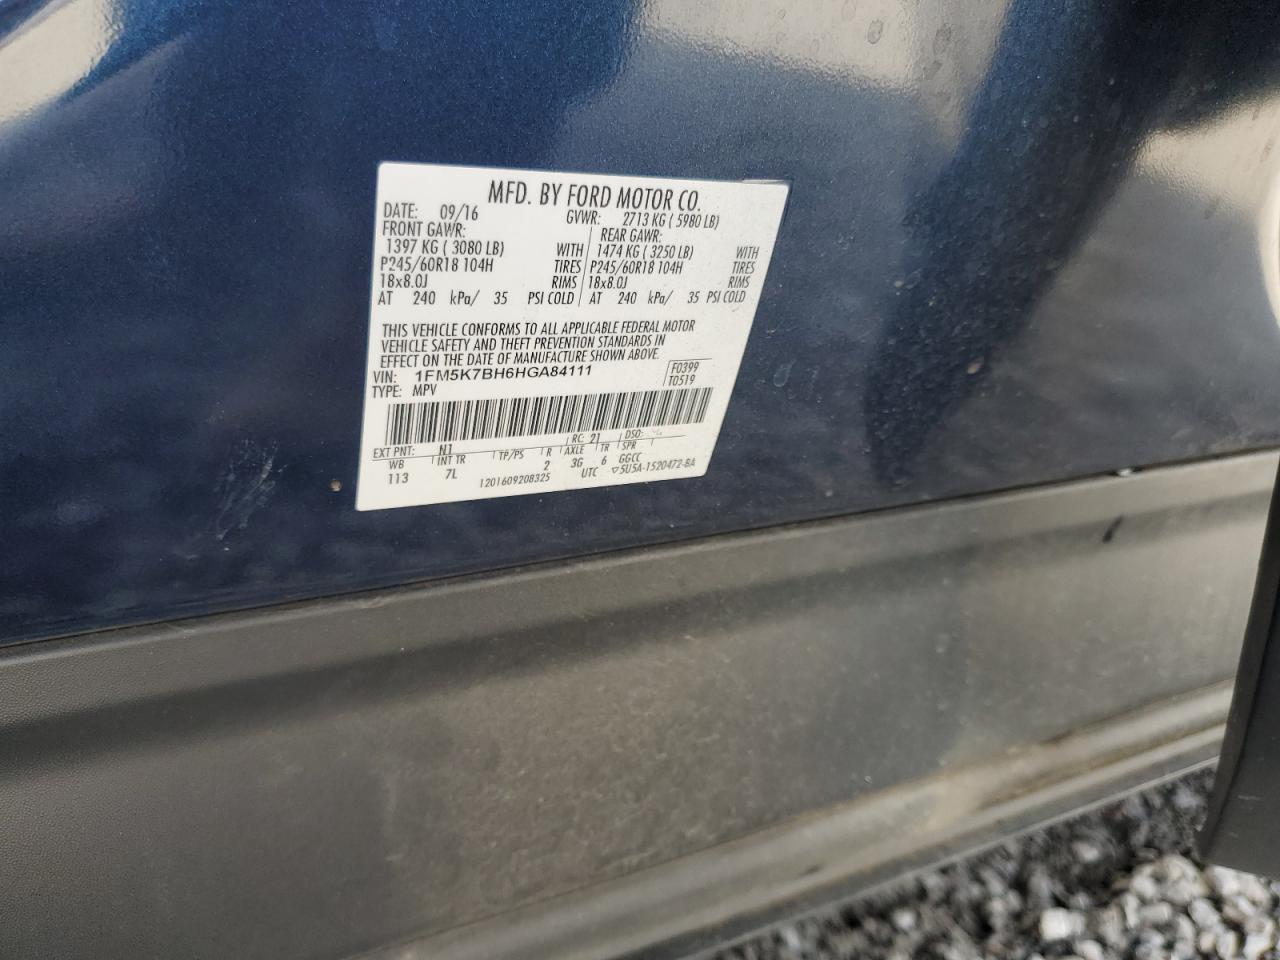 MFD. BY FORD MOTOR CO.
DATE: 09/16 GVWR: 2713 KG ( 5980 LB)
FRONT GAWR: REAR GAWR:
1397 KG ( 3080 LB) WITH 1474 KG ( 3250 LB) WITH
P245/60R18 104H TIRES P245/60R18 104H TIRES
18x8.0J RIMS 18x8.0J RIMS
AT 240 kPa/ 35 PSI COLD AT 240 kPa/ 35 PSI COLD
THIS VEHICLE CONFORMS TO ALL APPLICABLE FEDERAL MOTOR
VEHICLE SAFETY AND THEFT PREVENTION STANDARDS IN
EFFECT ON THE DATE OF MANUFACTURE SHOWN ABOVE.
VIN: 1FM5K7BH6HGA84111 F0399
TYPE: MPV T0519
EXT PNT: N1 RC: 21 DSO:
WB INT TR TP/PS R AXLE TR SPR
113 7L 2 3G 6 GGCC
1201609208325 UTC ▽5U5A-1520472-BA